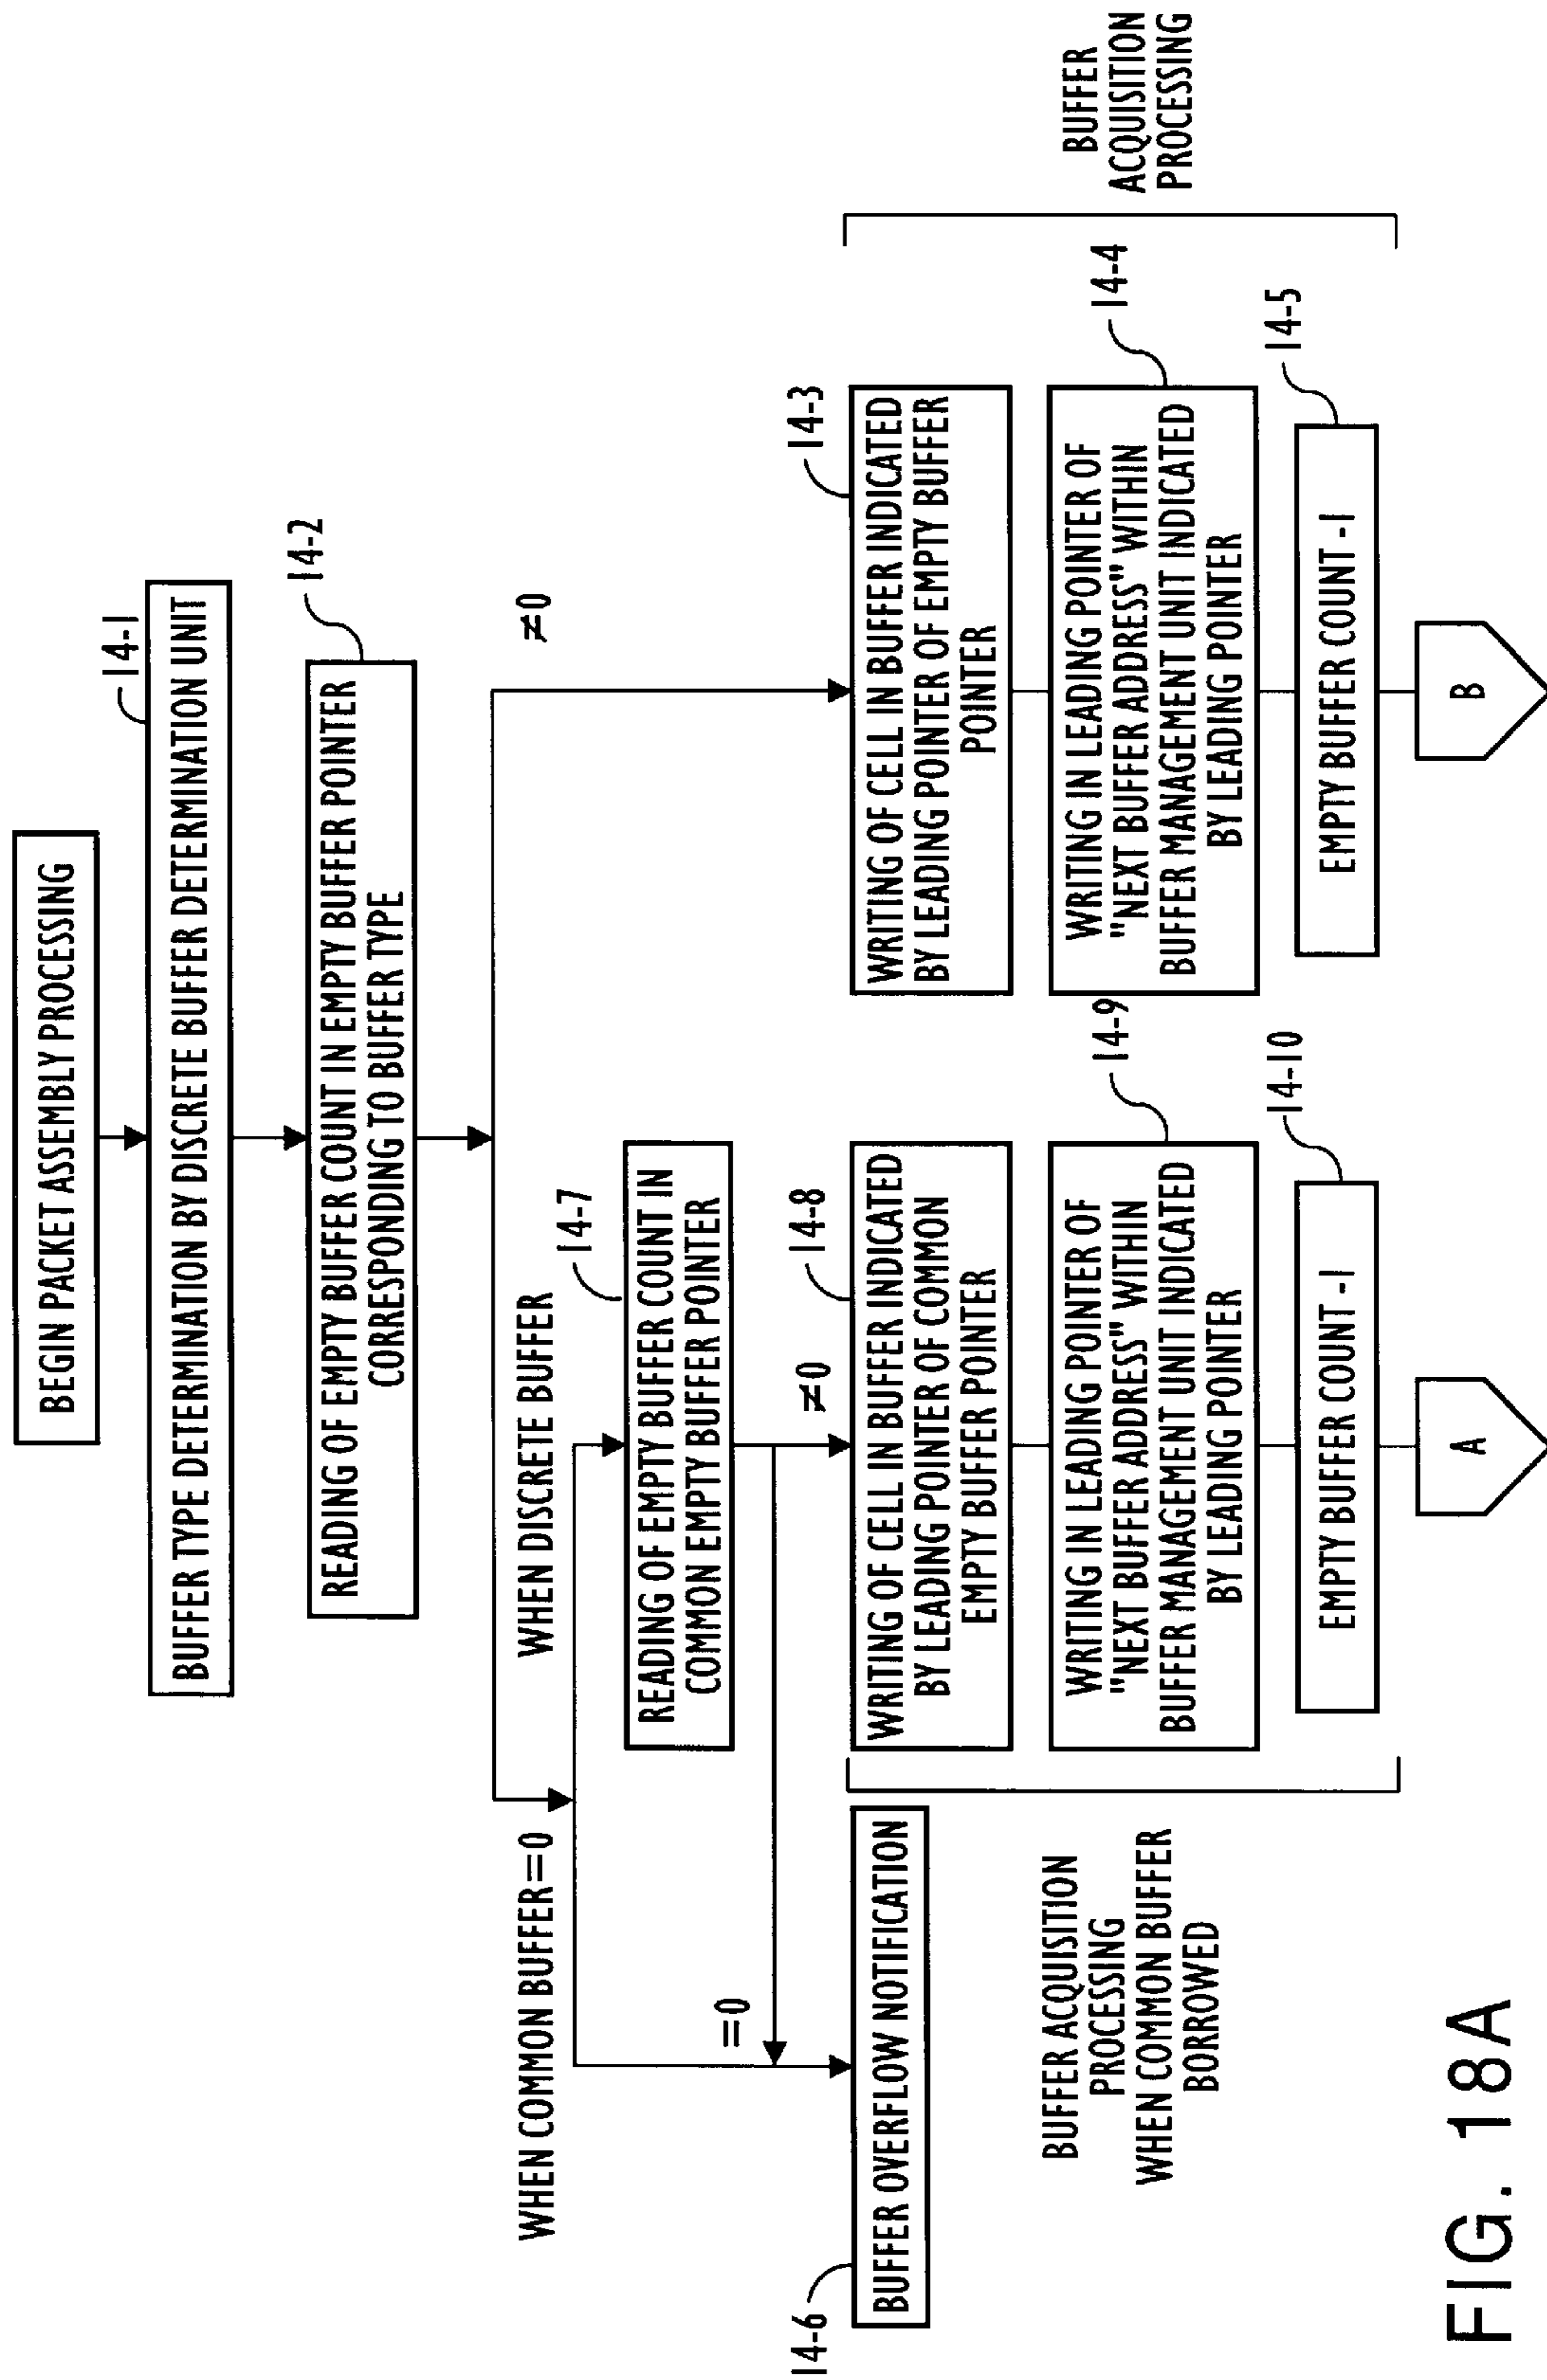 BEGIN PACKET ASSEMBLY PROCESSING
14-1
BUFFER TYPE DETERMINATION BY DISCRETE BUFFER DETERMINATION UNIT
14-2
READING OF EMPTY BUFFER COUNT IN EMPTY BUFFER POINTER
CORRESPONDING TO BUFFER TYPE
WHEN COMMON BUFFER=0
WHEN DISCRETE BUFFER
≠0
14-7
READING OF EMPTY BUFFER COUNT IN
COMMON EMPTY BUFFER POINTER
=0
≠0
14-6
BUFFER OVERFLOW NOTIFICATION
14-8
WRITING OF CELL IN BUFFER INDICATED
BY LEADING POINTER OF COMMON
EMPTY BUFFER POINTER
14-3
WRITING OF CELL IN BUFFER INDICATED
BY LEADING POINTER OF EMPTY BUFFER
POINTER
BUFFER ACQUISITION
PROCESSING
WHEN COMMON BUFFER
BORROWED
14-9
WRITING IN LEADING POINTER OF
"NEXT BUFFER ADDRESS" WITHIN
BUFFER MANAGEMENT UNIT INDICATED
BY LEADING POINTER
14-4
WRITING IN LEADING POINTER OF
"NEXT BUFFER ADDRESS" WITHIN
BUFFER MANAGEMENT UNIT INDICATED
BY LEADING POINTER
BUFFER
ACQUISITION
PROCESSING
14-10
EMPTY BUFFER COUNT -1
14-5
EMPTY BUFFER COUNT -1
A
B
FIG. 18A